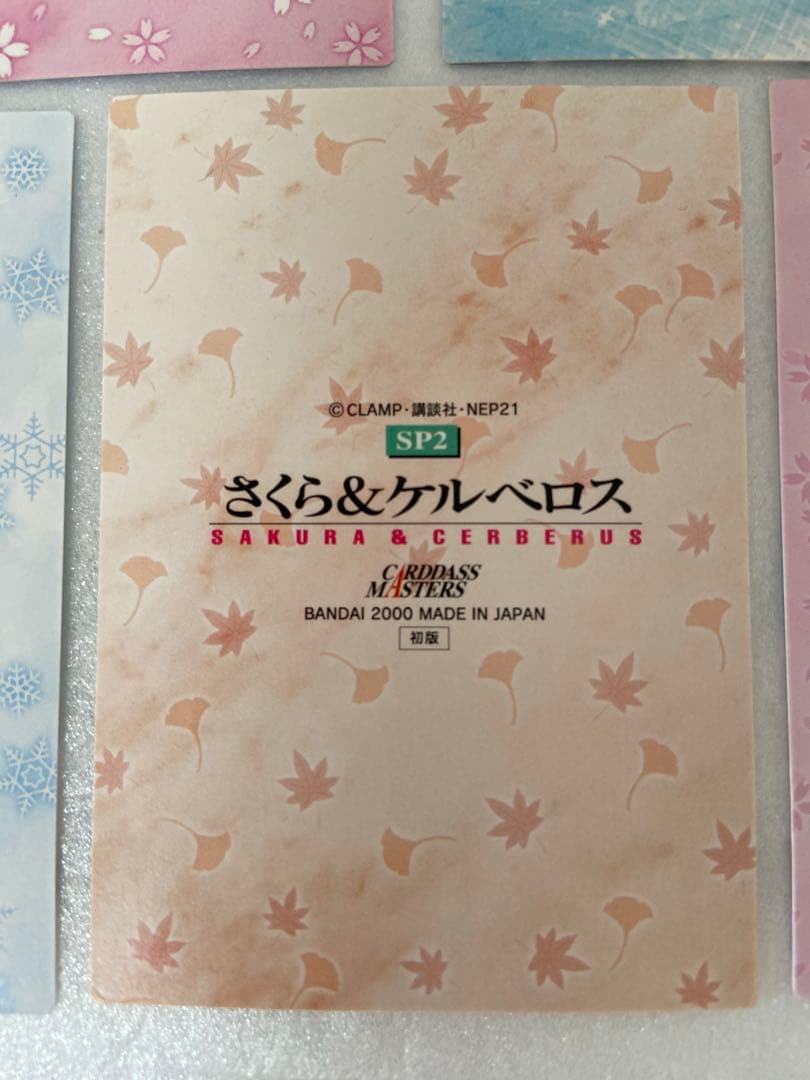 ©CLAMP・講談社・NEP21
SP2
さくら&ケルベロス
SAKURA & CERBERUS
CARDDASS
MASTERS
BANDAI 2000 MADE IN JAPAN
初版